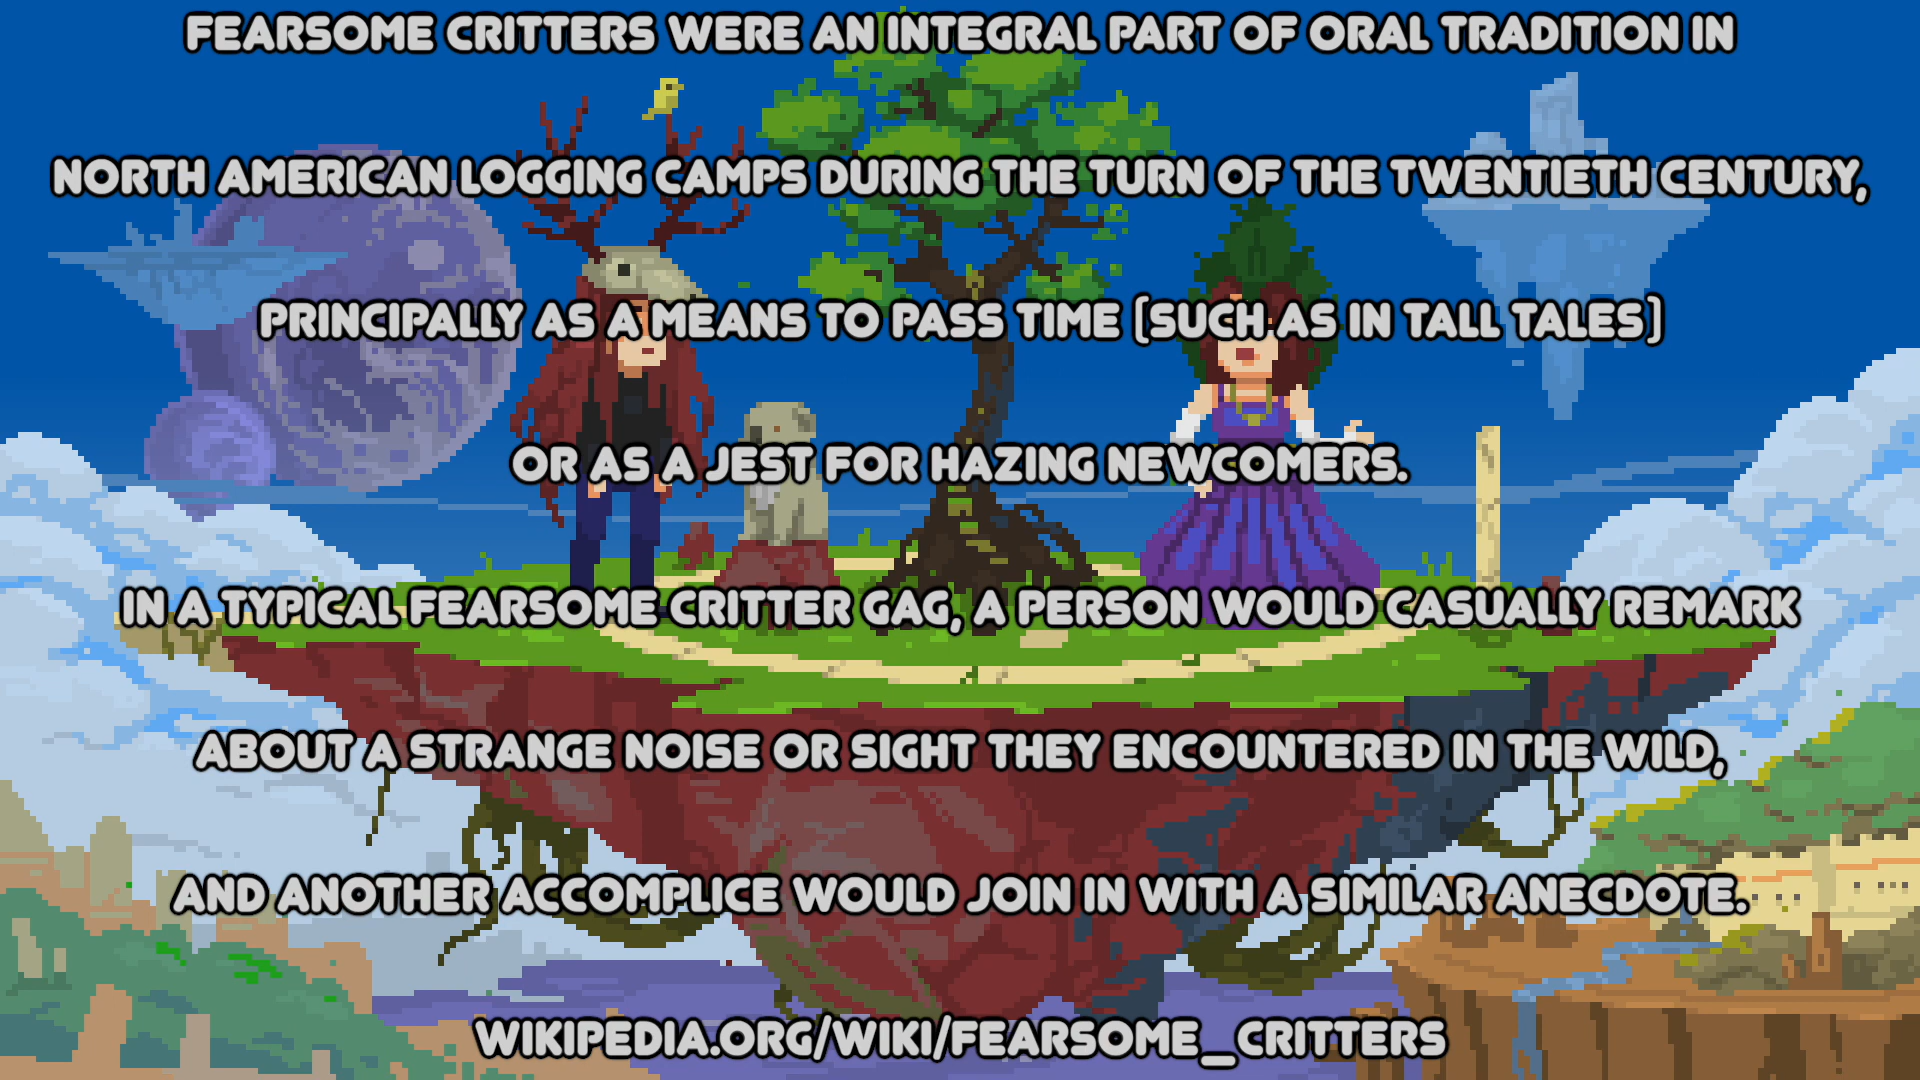 FEARSOME CRITTERS WERE AN INTEGRAL PART OF ORAL TRADITION IN
NORTH AMERICAN LOGGING CAMPS DURING THE TURN OF THE TWENTIETH CENTURY,
PRINCIPALLY AS A MEANS TO PASS TIME (SUCH AS IN TALL TALES)
OR AS A JEST FOR HAZING NEWCOMERS.
IN A TYPICAL FEARSOME CRITTER GAG, A PERSON WOULD CASUALLY REMARK
ABOUT A STRANGE NOISE OR SIGHT THEY ENCOUNTERED IN THE WILD,
AND ANOTHER ACCOMPLICE WOULD JOIN IN WITH A SIMILAR ANECDOTE.
WIKIPEDIA.ORG/WIKI/FEARSOME_CRITTERS